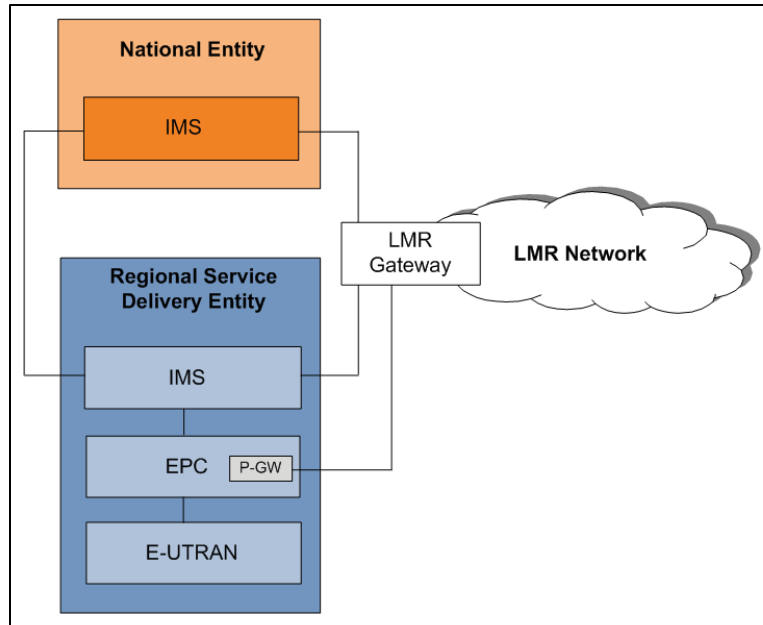 National Entity
IMS
LMR
Gateway
LMR Network
Regional Service
Delivery Entity
IMS
EPC
P-GW
E-UTRAN